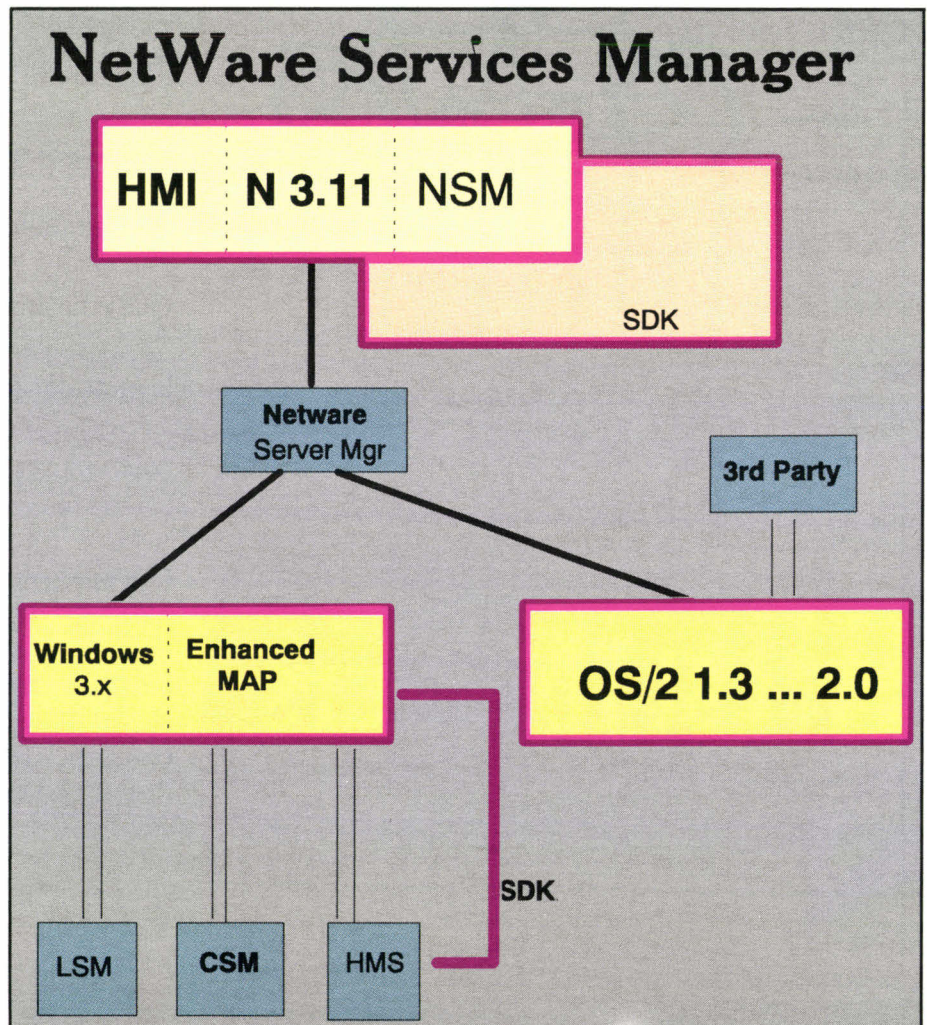 NetWare Services Manager
HMI N 3.11 NSM
SDK
Netware
Server Mgr
3rd Party
Windows
3.x
Enhanced
MAP
OS/2 1.3 ... 2.0
SDK
LSM CSM HMS